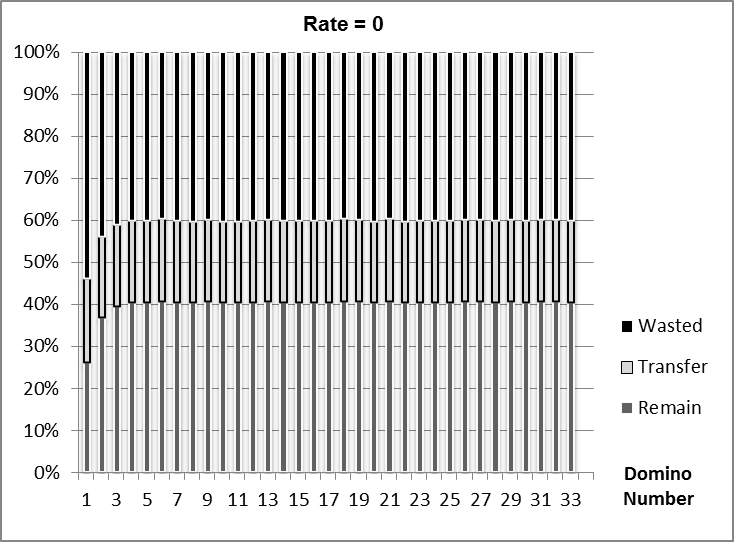 Rate = 0
100%
90%
80%
70%
60%
50%
40%
30%
20%
10%
0%
1 3 5 7 9 11 13 15 17 19 21 23 25 27 29 31 33
Wasted
Transfer
Remain
Domino
Number